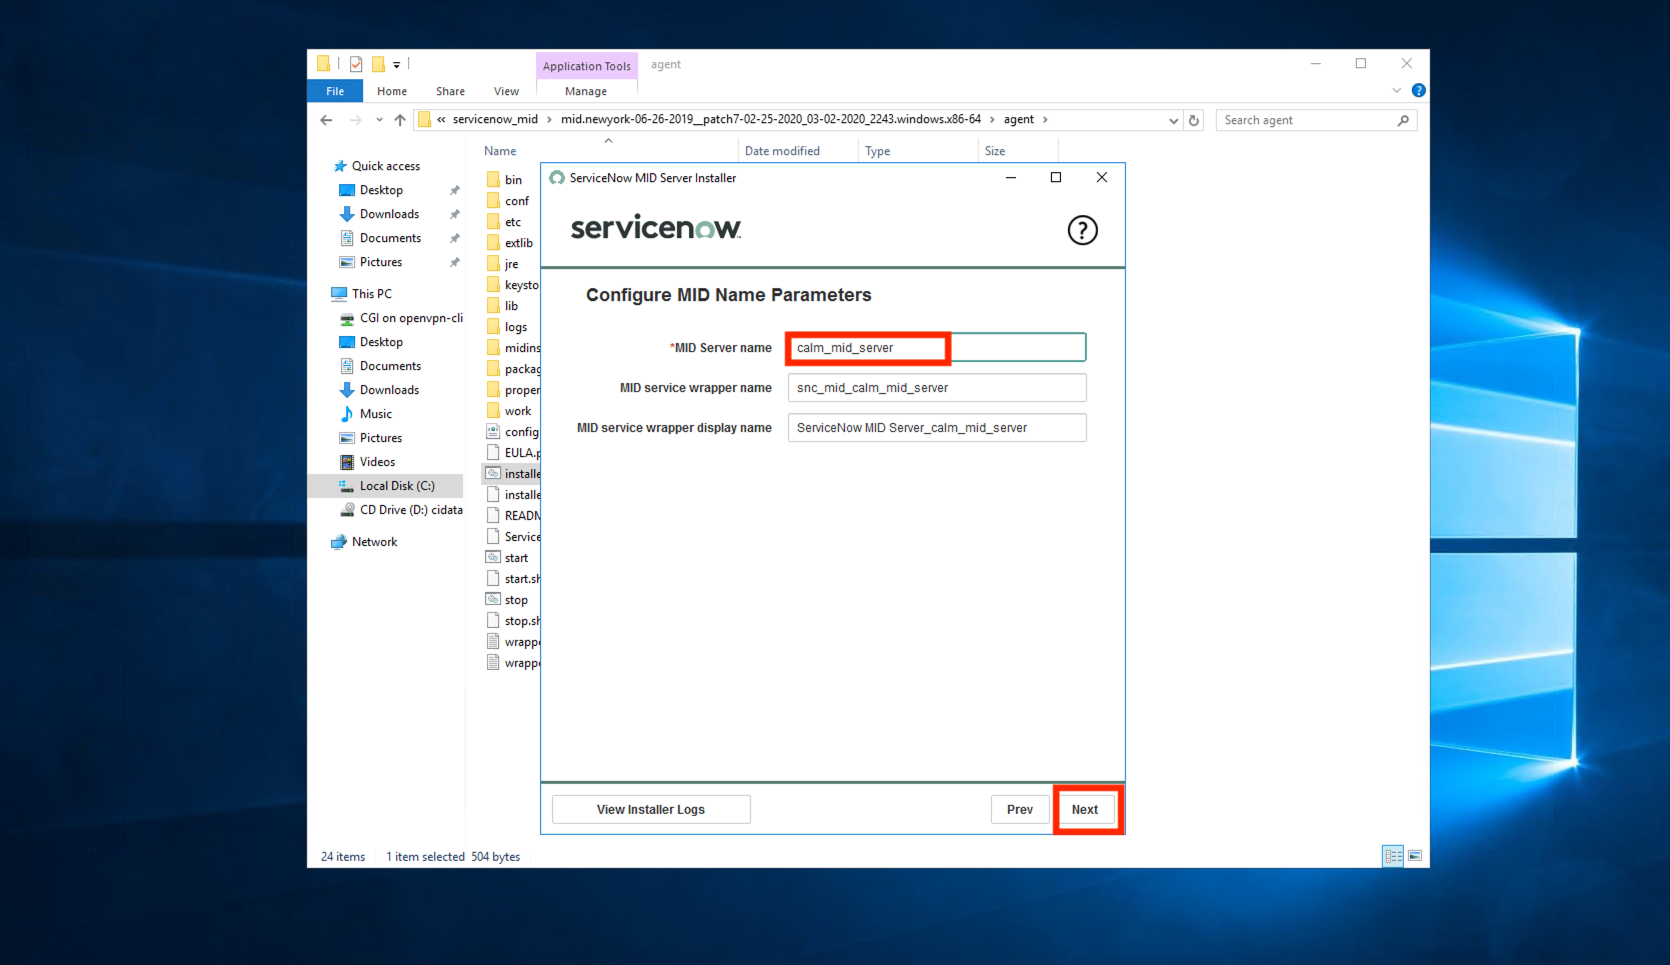 Application Tools
agent
File
Home
Share
View
Manage
« servicenow_mid > mid.newyork-06-26-2019__patch7-02-25-2020_03-02-2020_2243.windows.x86-64 > agent >
Search agent
Name
Date modified
Type
Size
Quick access
Desktop
Downloads
Documents
Pictures
This PC
CGI on openvpn-cli
Desktop
Documents
Downloads
Music
Pictures
Videos
Local Disk (C:)
CD Drive (D:) cidata
Network
bin
conf
etc
extlib
jre
keysto
lib
logs
midins
packag
proper
work
config
EULA.p
installe
installe
READM
Service
start
start.sh
stop
stop.sh
wrappe
wrappe
ServiceNow MID Server Installer
servicenow™
?
Configure MID Name Parameters
*MID Server name
calm_mid_server
MID service wrapper name
snc_mid_calm_mid_server
MID service wrapper display name
ServiceNow MID Server_calm_mid_server
View Installer Logs
Prev
Next
24 items
1 item selected 504 bytes